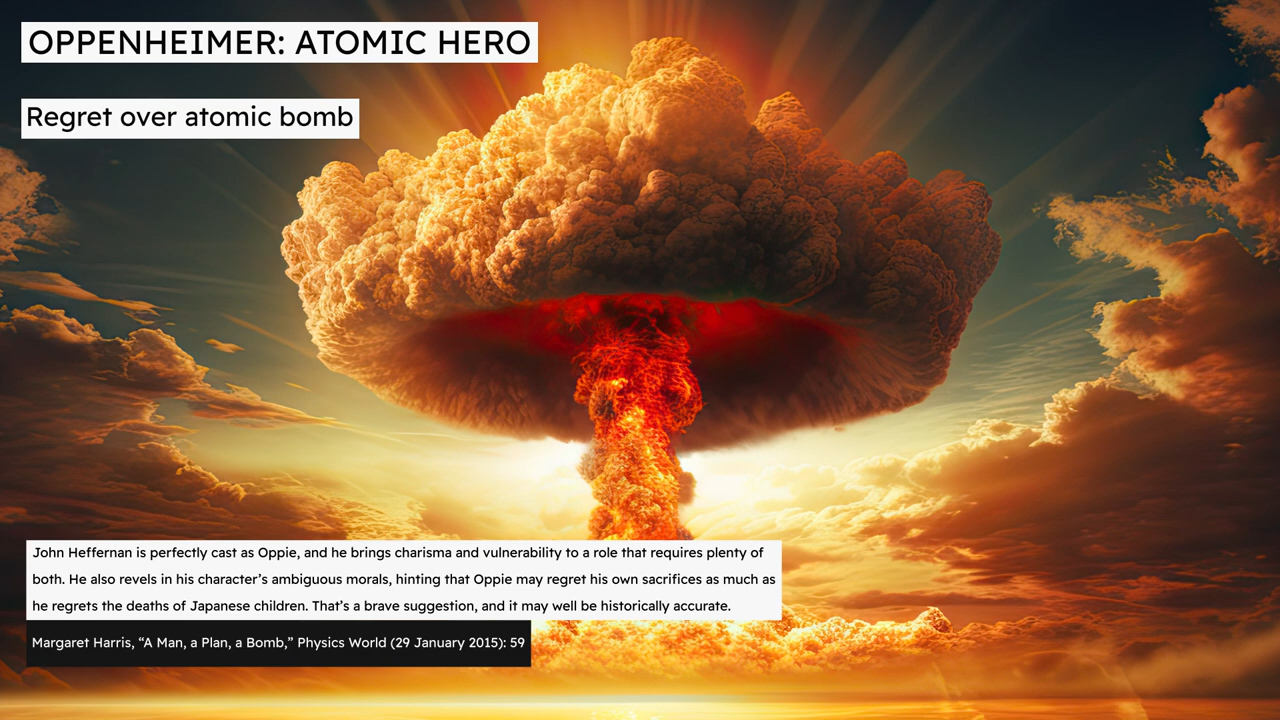 OPPENHEIMER: ATOMIC HERO
Regret over atomic bomb
John Heffernan is perfectly cast as Oppie, and he brings charisma and vulnerability to a role that requires plenty of
both. He also revels in his character’s ambiguous morals, hinting that Oppie may regret his own sacrifices as much as
he regrets the deaths of Japanese children. That’s a brave suggestion, and it may well be historically accurate.
Margaret Harris, “A Man, a Plan, a Bomb,” Physics World (29 January 2015): 59